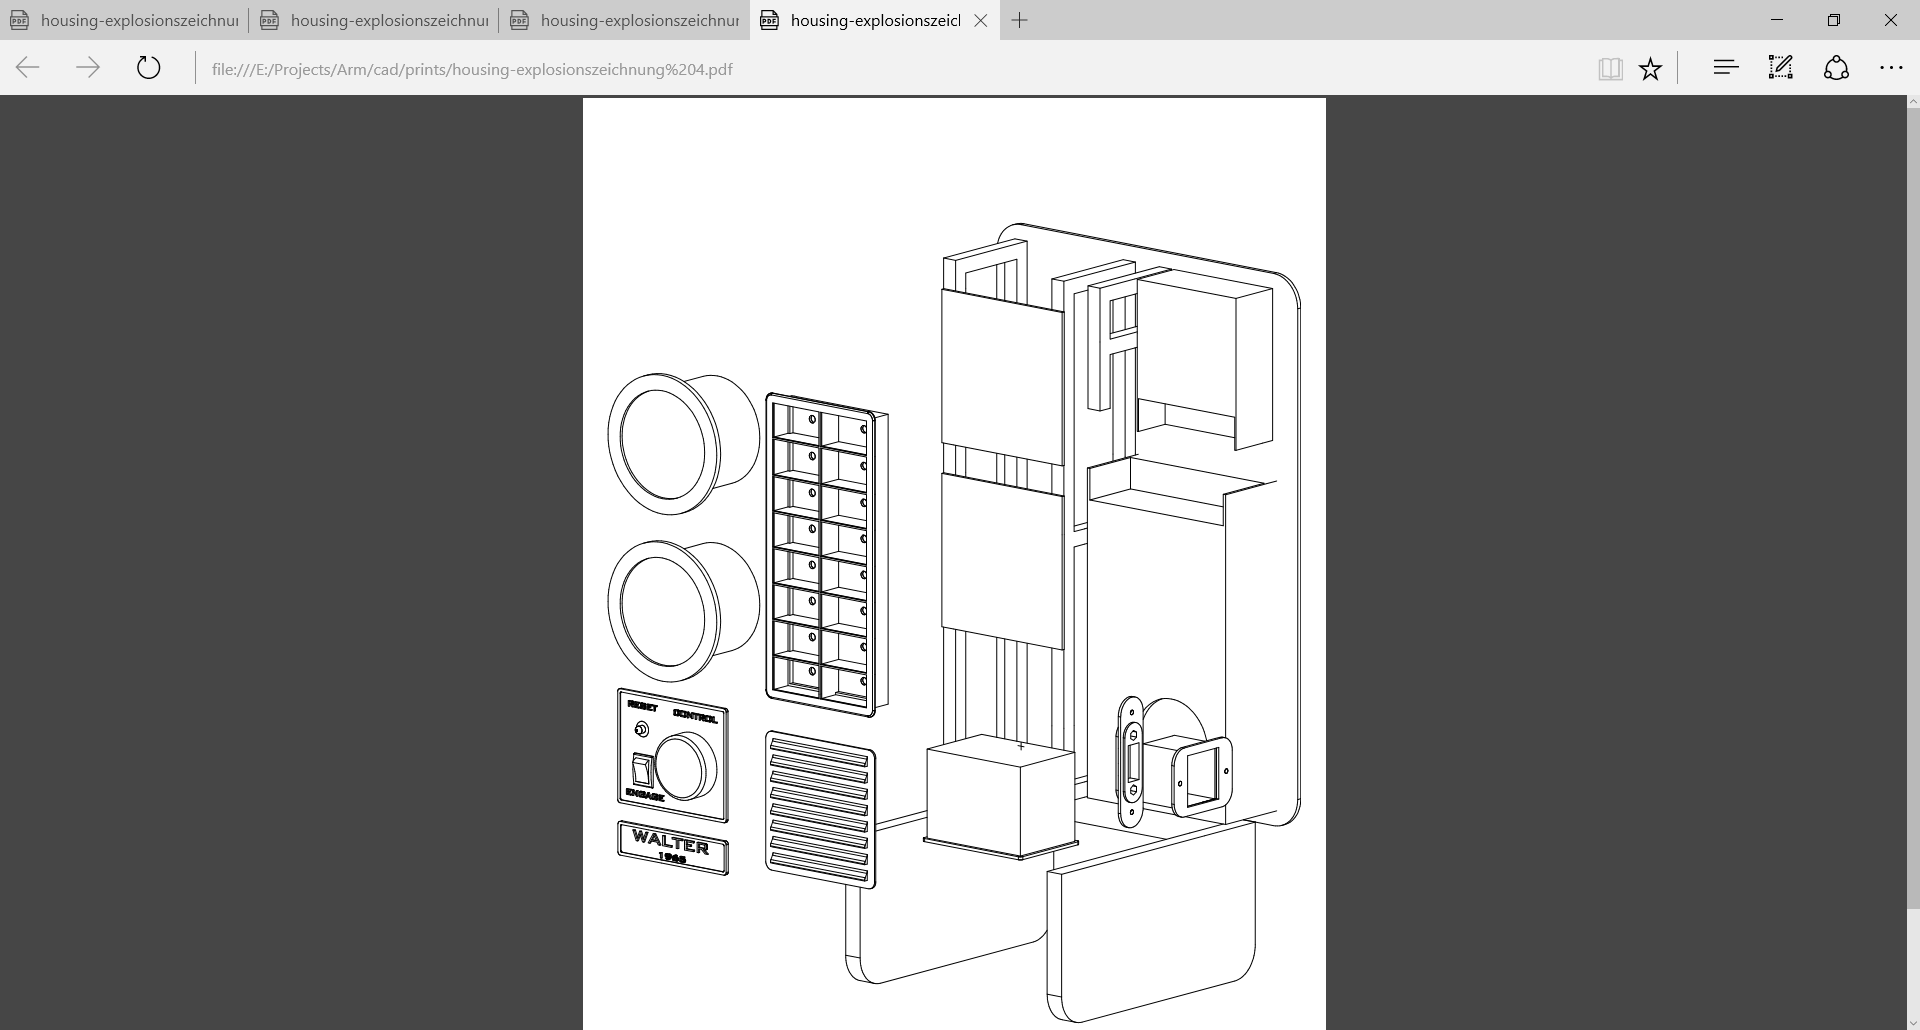 housing-explosionszeichnu
housing-explosionszeichnu
housing-explosionszeichnur
housing-explosionszeicl
file:///E:/Projects/Arm/cad/prints/housing-explosionszeichnung%204.pdf
RESET
CONTROL
ENGAGE
WALTER